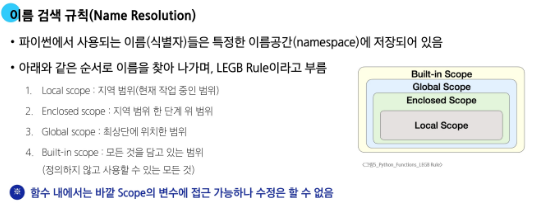 이름 검색 규칙(Name Resolution)
• 파이썬에서 사용되는 이름(식별자)들은 특정한 이름공간(namespace)에 저장되어 있음
• 아래와 같은 순서로 이름을 찾아 나가며, LEGB Rule이라고 부름
1. Local scope : 지역 범위(현재 작업 중인 범위)
2. Enclosed scope : 지역 범위 한 단계 위 범위
3. Global scope : 최상단에 위치한 범위
4. Built-in scope : 모든 것을 담고 있는 범위
(정의하지 않고 사용할 수 있는 모든 것)
Built-in Scope
Global Scope
Enclosed Scope
Local Scope
※ 함수 내에서는 바깥 Scope의 변수에 접근 가능하나 수정은 할 수 없음